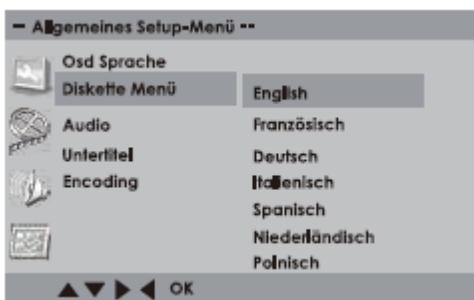 – Allgemeines Setup-Menü --
Osd Sprache
Diskette Menü
Audio
Untertitel
Encoding
English
Französisch
Deutsch
Italienisch
Spanisch
Niederländisch
Polnisch
▲▼▶◀ OK